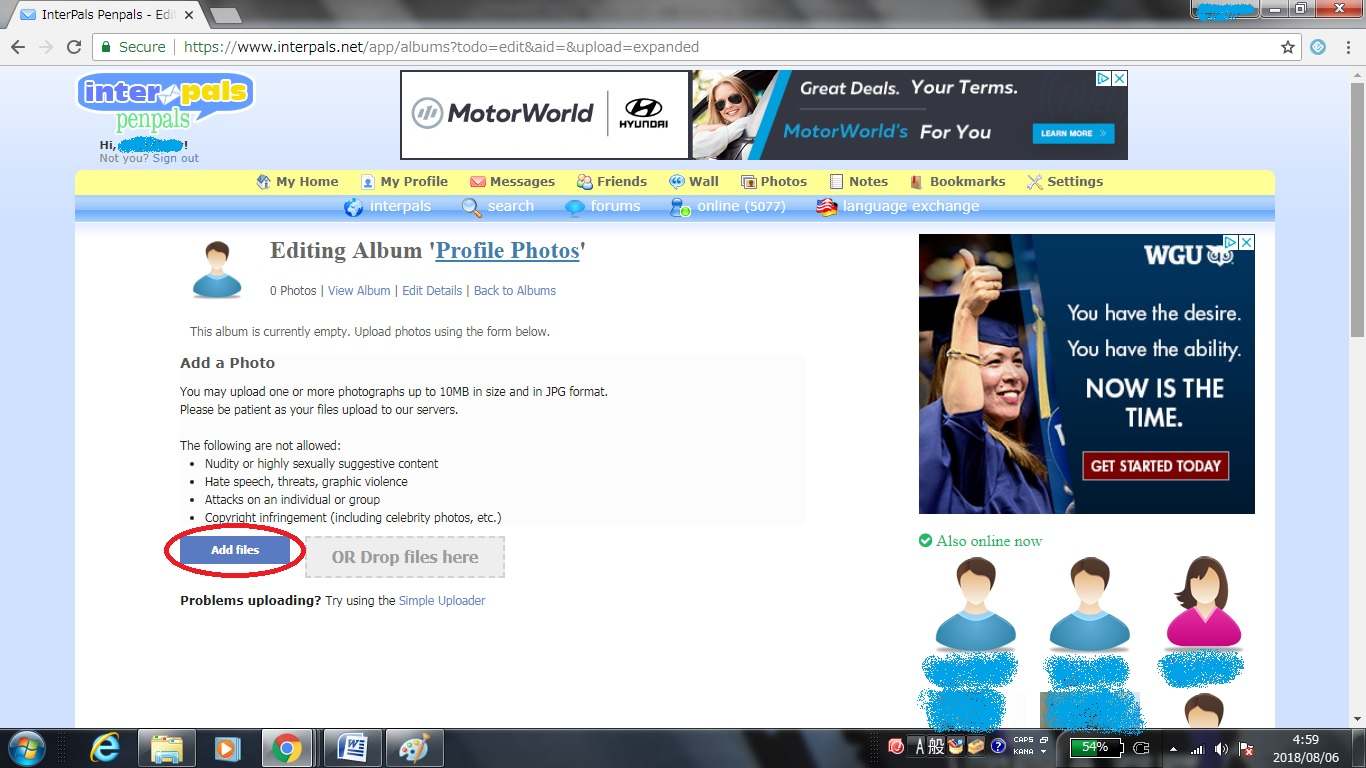 InterPals Penpals - Edi
Secure
https://www.interpals.net/app/albums?todo=edit&aid=&upload=expanded
inter pals
penpals
Hi, !
Not you? Sign out
MotorWorld
HYUNDAI
Great Deals. Your Terms.
MotorWorld's For You
LEARN MORE
My Home My Profile Messages Friends Wall Photos Notes Bookmarks Settings
interpals search forums online (5077) language exchange
Editing Album 'Profile Photos'
0 Photos | View Album | Edit Details | Back to Albums
This album is currently empty. Upload photos using the form below.
Add a Photo
You may upload one or more photographs up to 10MB in size and in JPG format.
Please be patient as your files upload to our servers.
The following are not allowed:
• Nudity or highly sexually suggestive content
• Hate speech, threats, graphic violence
• Attacks on an individual or group
• Copyright infringement (including celebrity photos, etc.)
Add files
OR Drop files here
Problems uploading? Try using the Simple Uploader
WGU
You have the desire.
You have the ability.
NOW IS THE
TIME.
GET STARTED TODAY
Also online now
A 般
CAPS
KANA
54%
4:59
2018/08/06